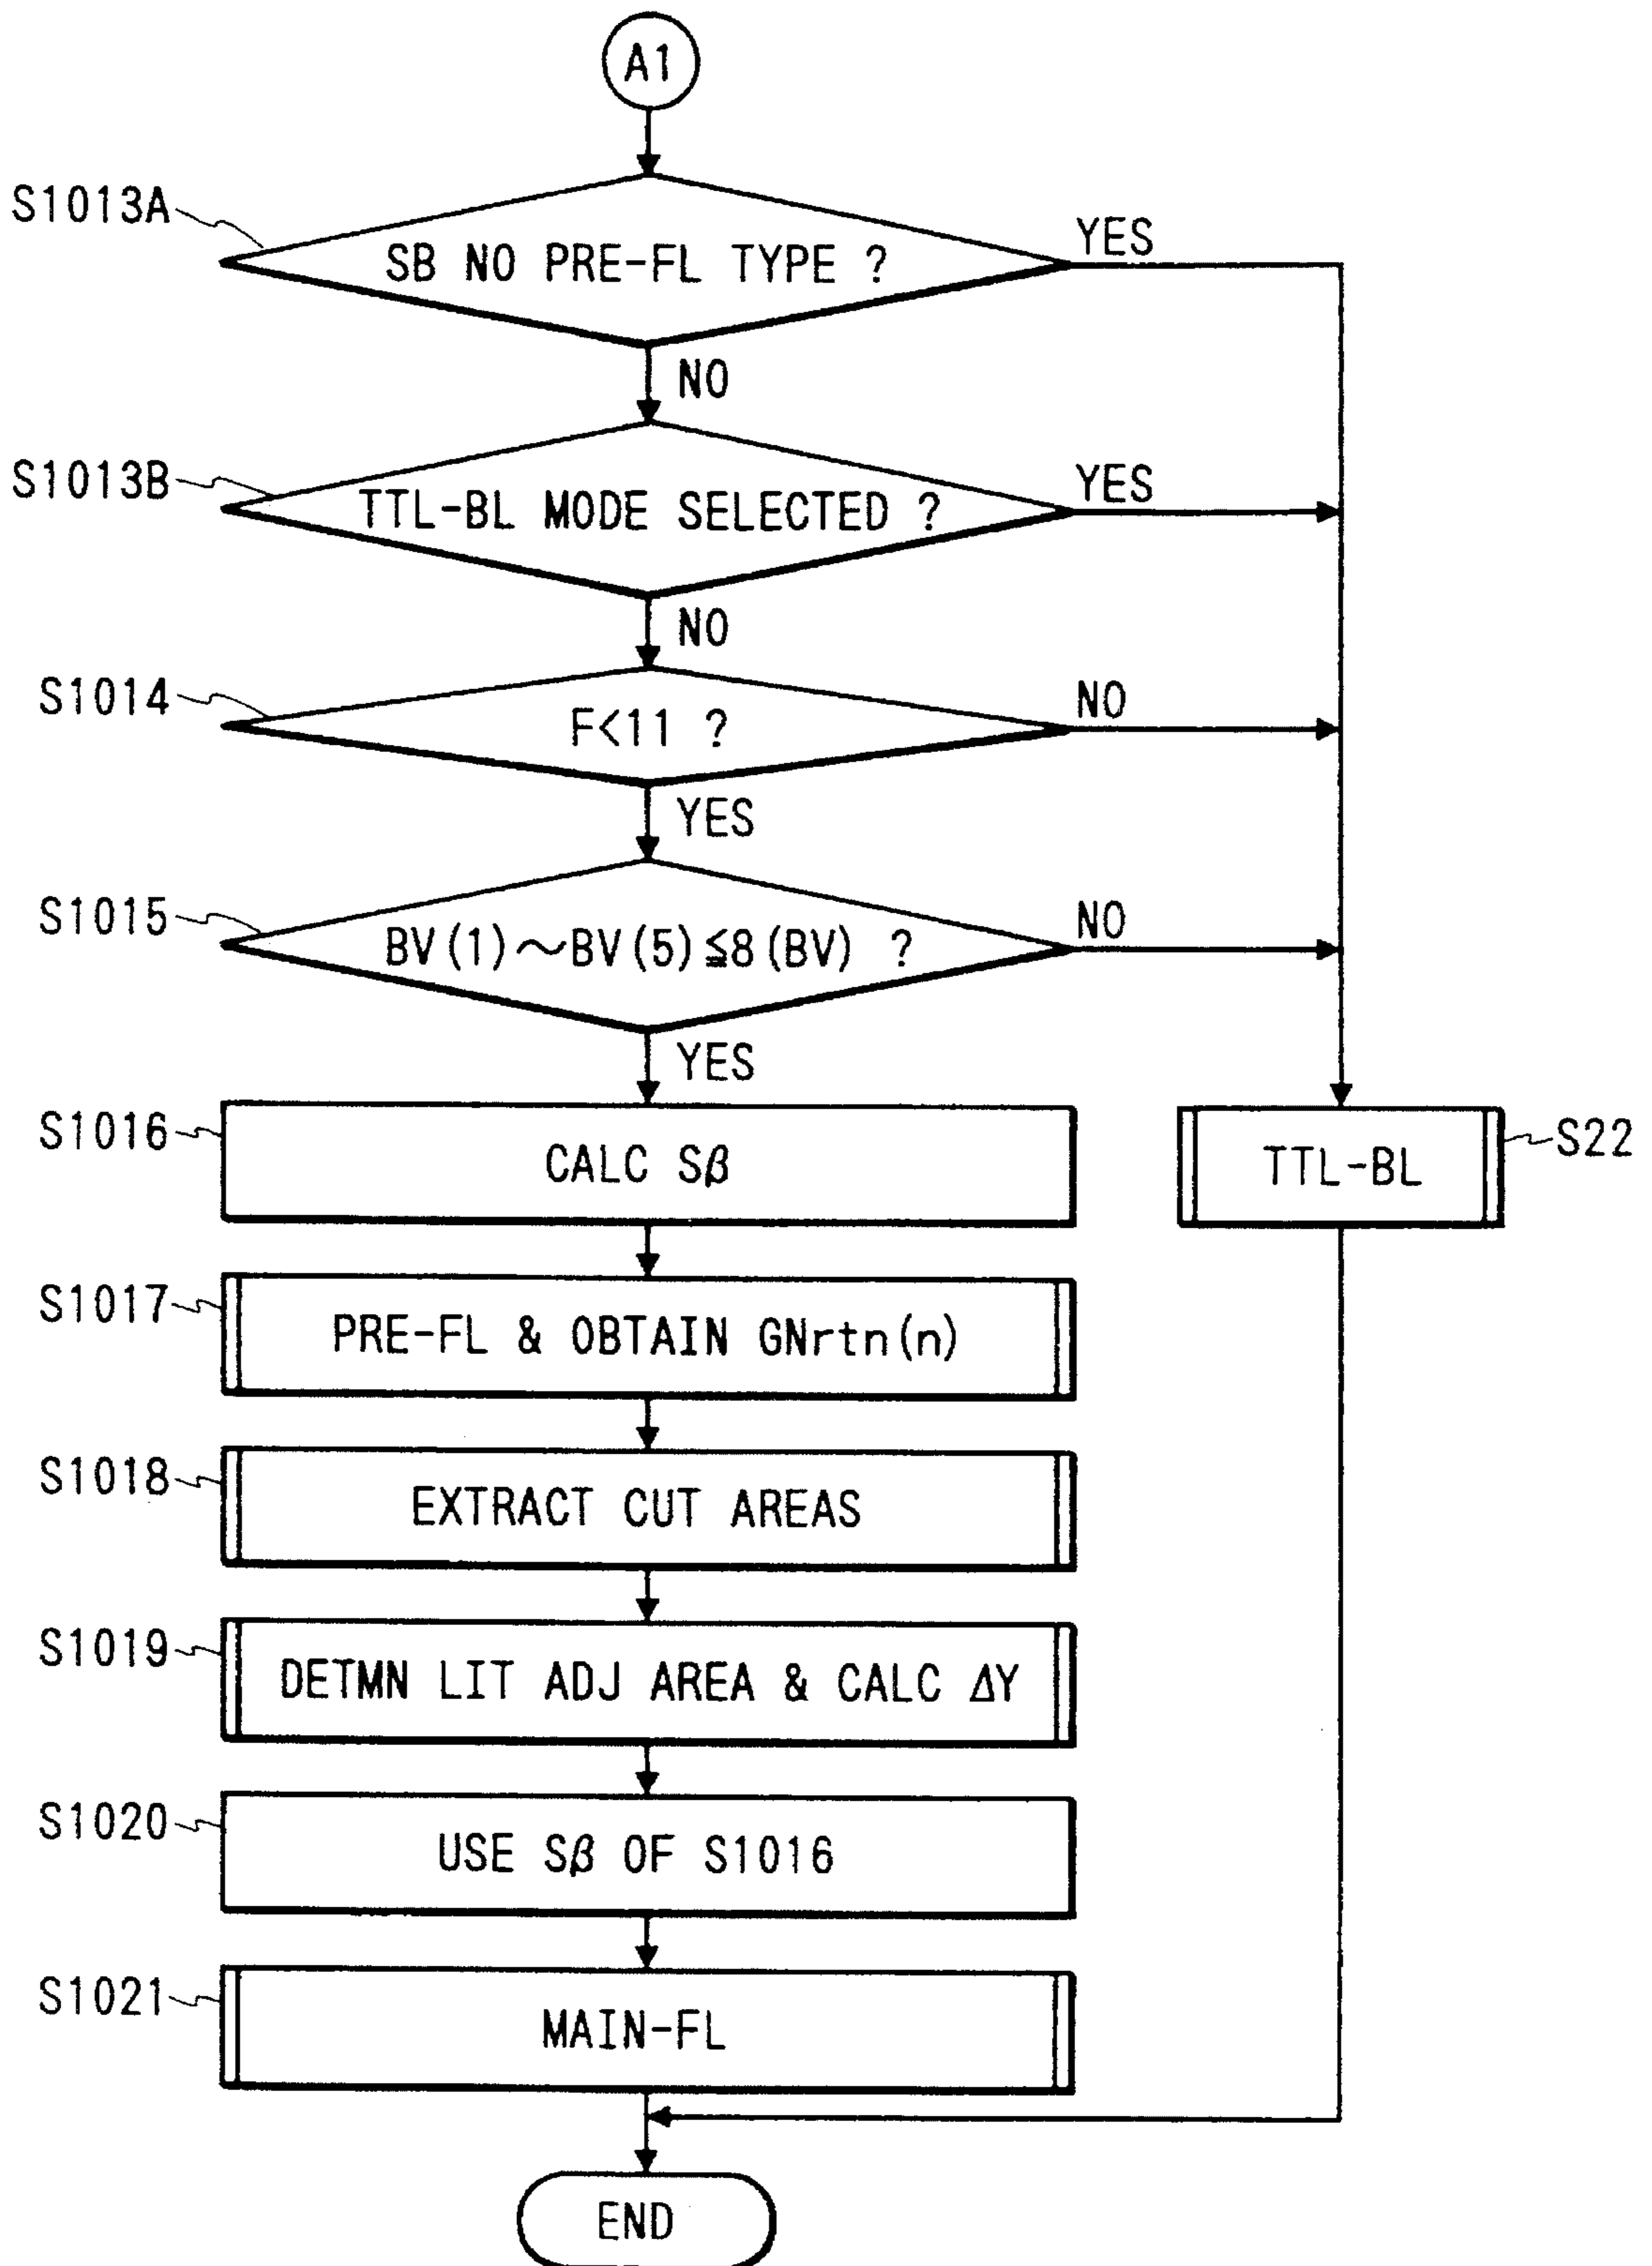 A1
S1013A
SB NO PRE-FL TYPE ?
YES
NO
S1013B
TTL-BL MODE SELECTED ?
YES
NO
S1014
F<11 ?
NO
YES
S1015
BV(1)~BV(5)≦8(BV) ?
NO
YES
S1016
CALC Sβ
TTL-BL
S22
S1017
PRE-FL & OBTAIN GNrtn(n)
S1018
EXTRACT CUT AREAS
S1019
DETMN LIT ADJ AREA & CALC ΔY
S1020
USE Sβ OF S1016
S1021
MAIN-FL
END